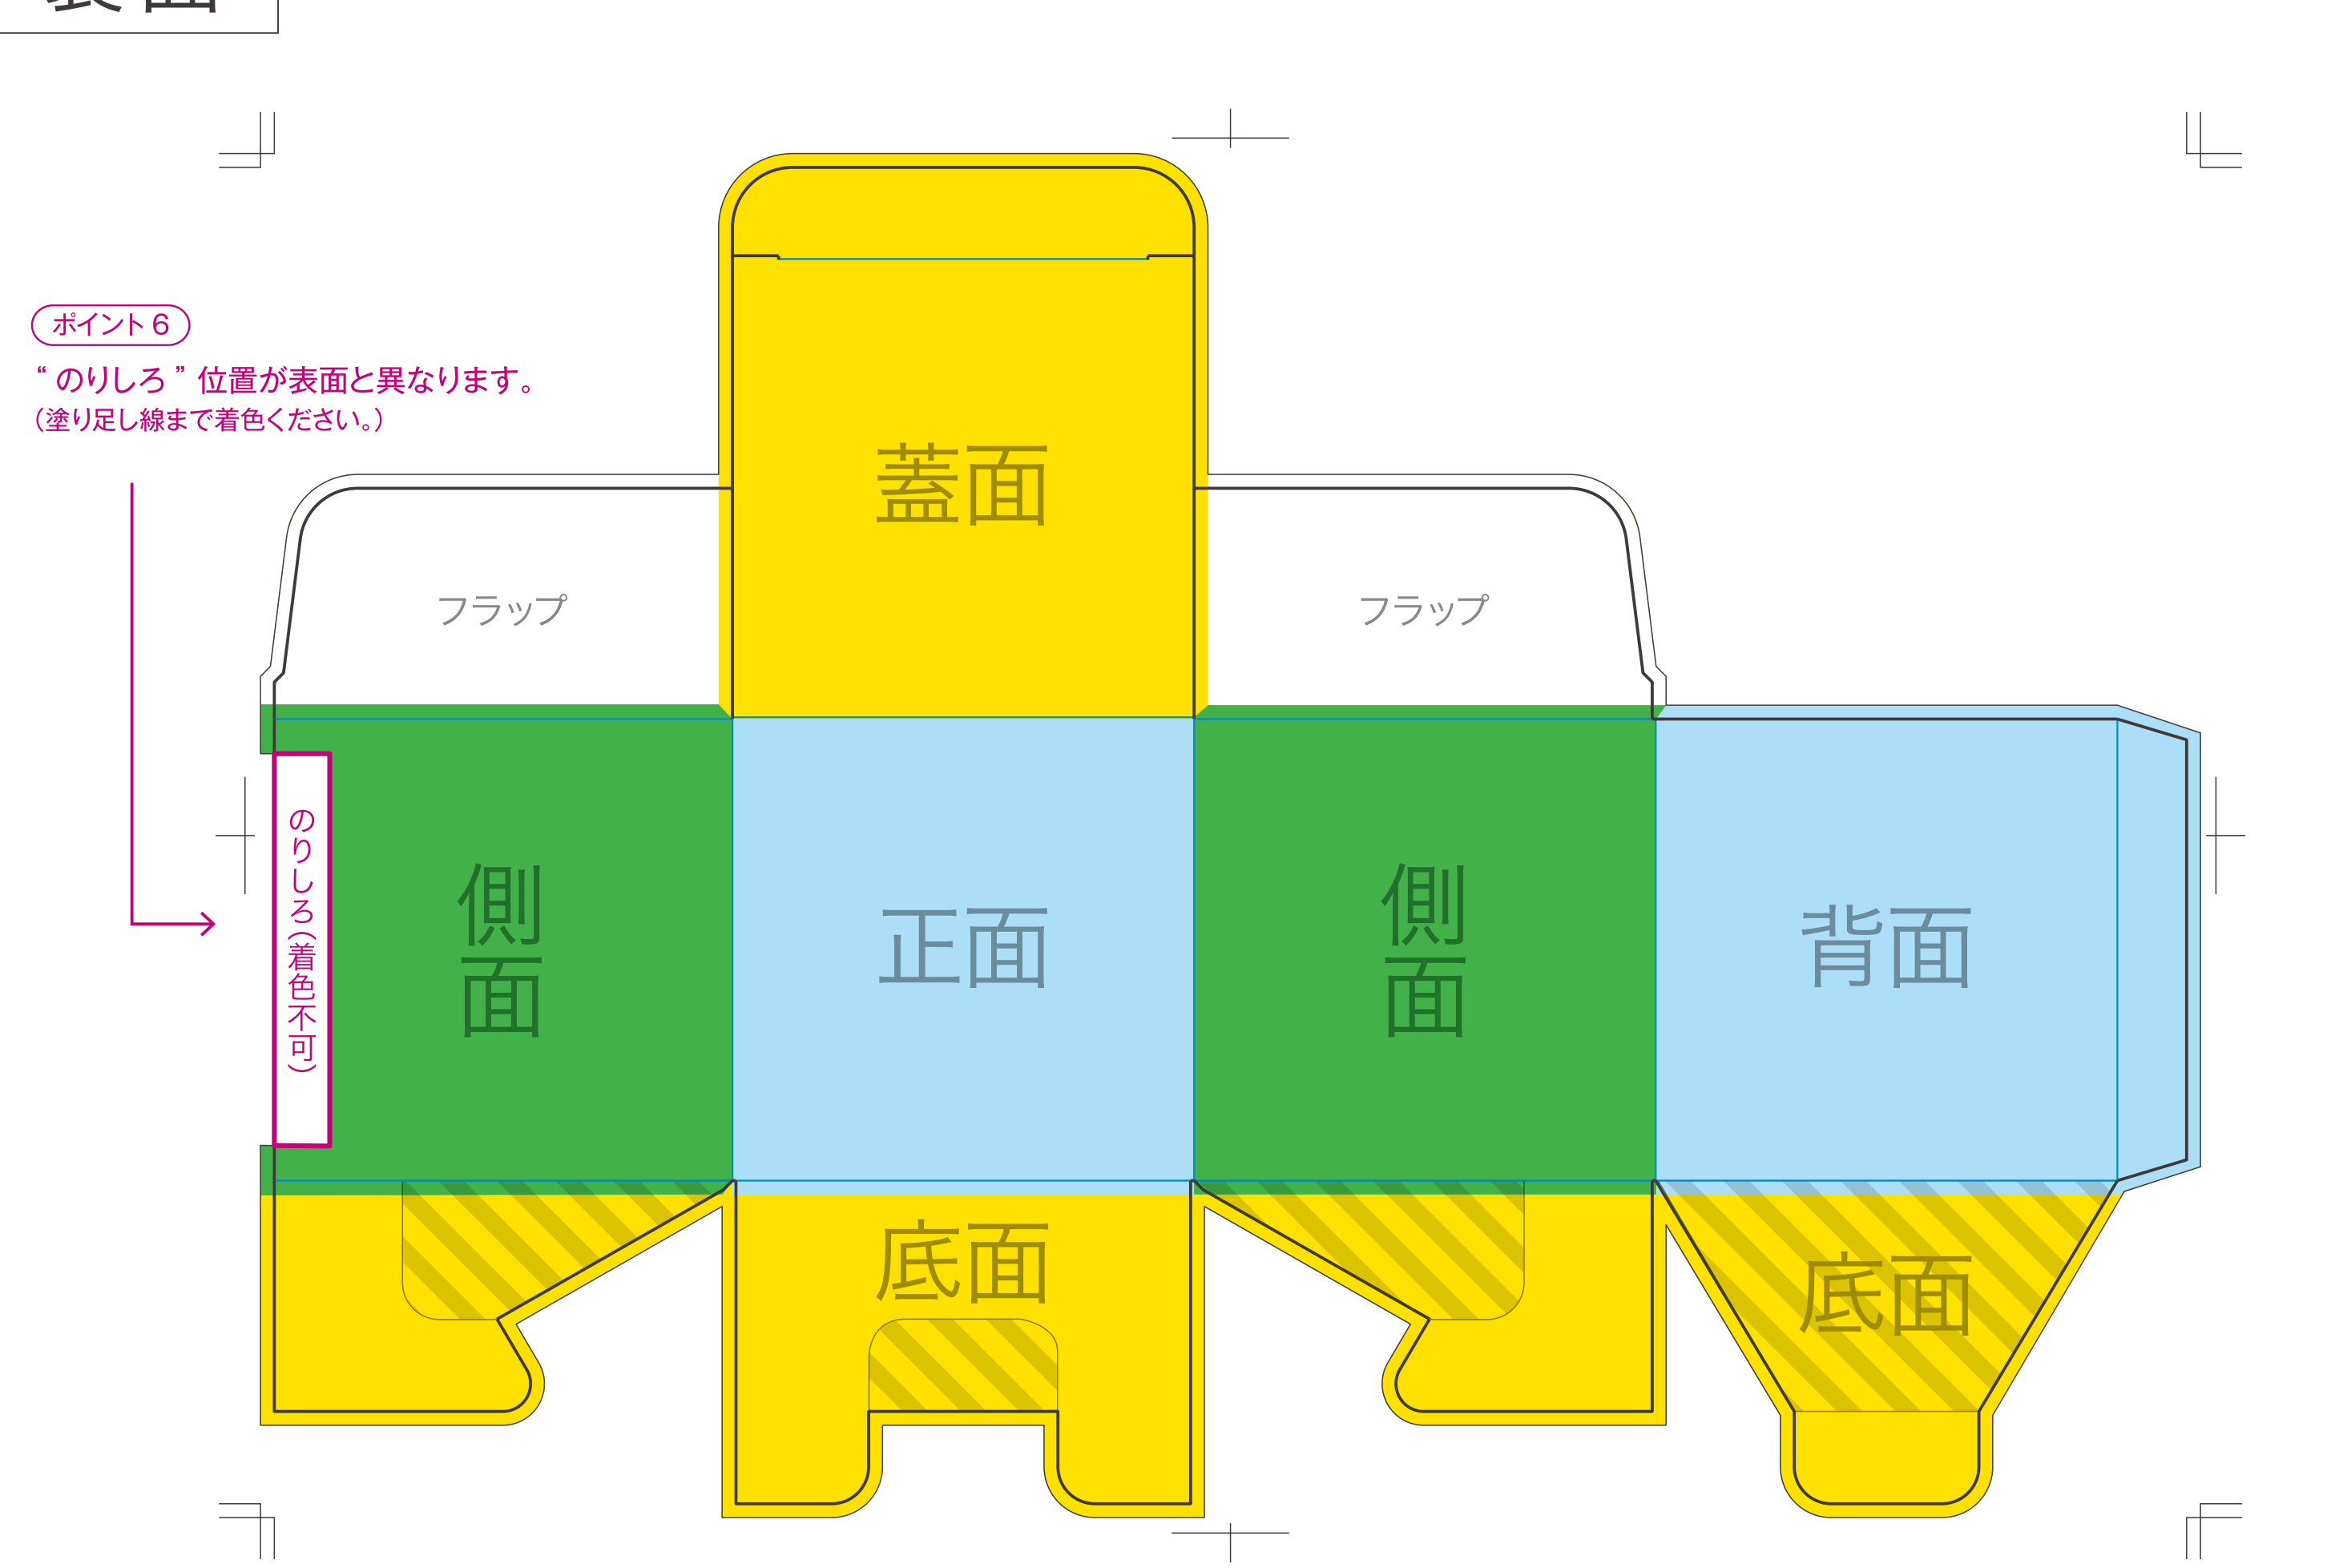 ポイント6
“のりしろ”位置が表面と異なります。
(塗り足し線まで着色ください。)
蓋面
フラップ
フラップ
のりしろ(着色不可)
側面
正面
側面
背面
底面
底面